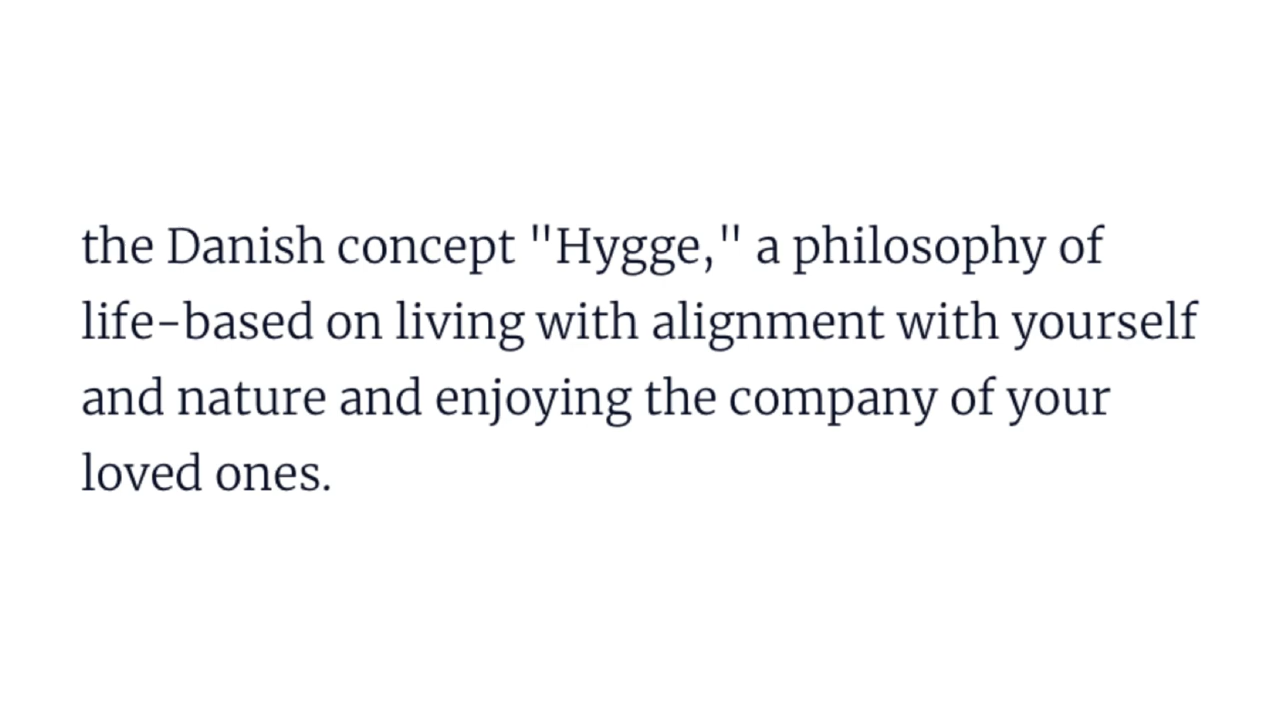 the Danish concept "Hygge," a philosophy of
life-based on living with alignment with yourself
and nature and enjoying the company of your
loved ones.